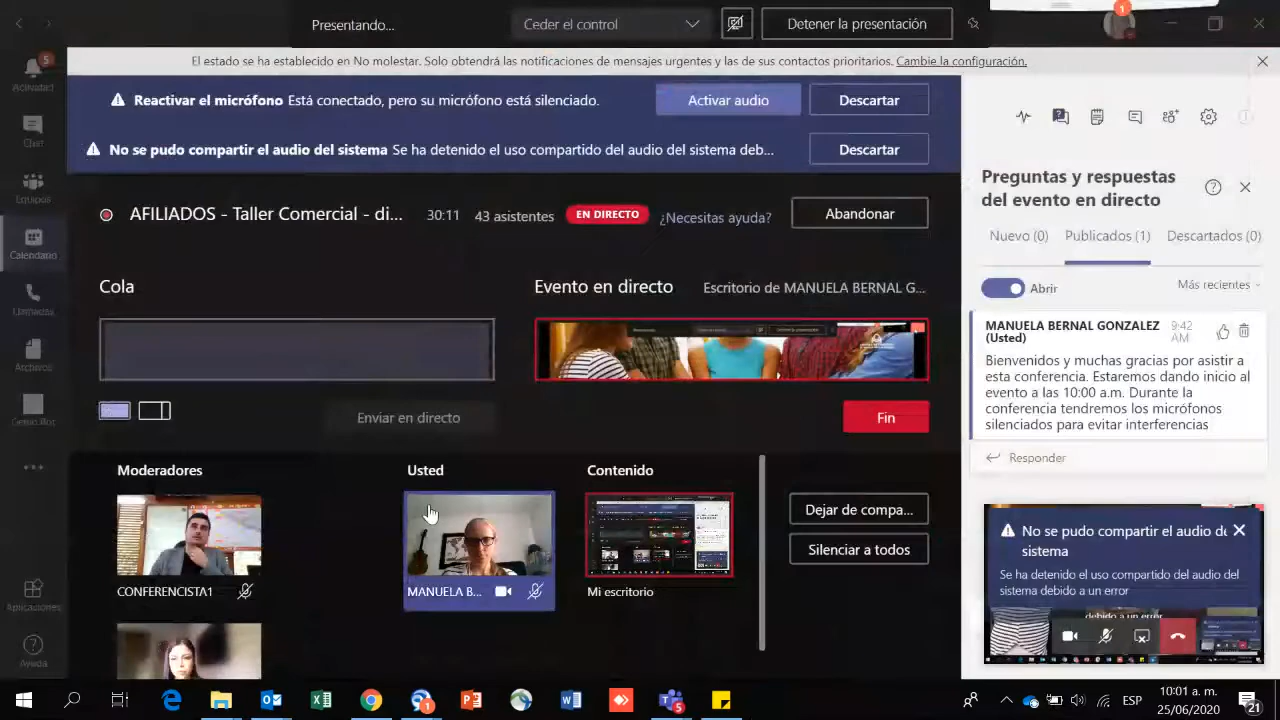 Presentando...
Ceder el control
Detener la presentación
1
El estado se ha establecido en No molestar. Solo obtendrá las notificaciones de mensajes urgentes y las de sus contactos prioritarios. Cambie la configuración.
5
Actividad
Chat
Equipos
Calendario
Llamadas
Archivos
Aplicaciones
Ayuda
Reactivar el micrófono Está conectado, pero su micrófono está silenciado.
Activar audio
Descartar
No se pudo compartir el audio del sistema Se ha detenido el uso compartido del audio del sistema deb...
Descartar
AFILIADOS - Taller Comercial - di...
30:11
43 asistentes
EN DIRECTO
¿Necesitas ayuda?
Abandonar
Cola
Evento en directo
Escritorio de MANUELA BERNAL G...
Enviar en directo
Fin
Moderadores
Usted
Contenido
CONFERENCISTA1
MANUELA B...
Mi escritorio
Dejar de compa...
Silenciar a todos
Preguntas y respuestas
del evento en directo
Nuevo (0)
Publicados (1)
Descartados (0)
Abrir
Más recientes
MANUELA BERNAL GONZALEZ
(Usted)
9:42
AM
Bienvenidos y muchas gracias por asistir a
esta conferencia. Estaremos dando inicio al
evento a las 10:00 a.m. Durante la
conferencia tendremos los micrófonos
silenciados para evitar interferencias
Responder
No se pudo compartir el audio de
sistema
Se ha detenido el uso compartido del audio del
sistema debido a un error
debido a un error
1
5
ESP
10:01 a. m.
25/06/2020
21